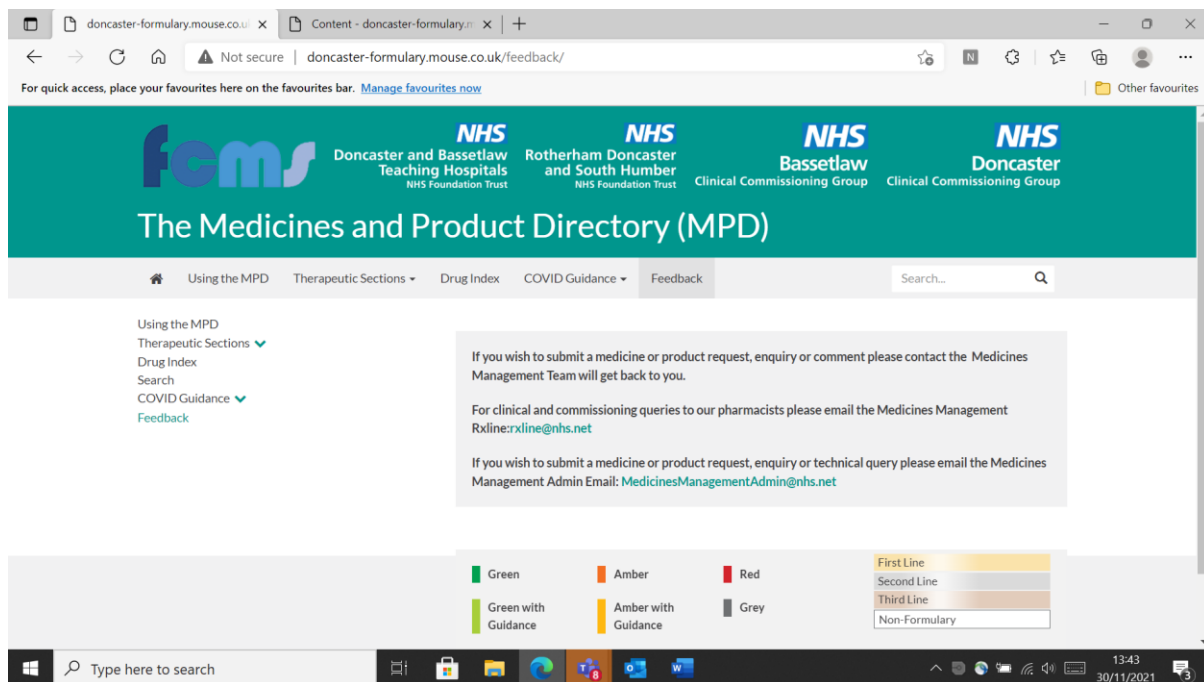 doncaster-formulary.mouse.co.u
Content - doncaster-formulary.m
Not secure | doncaster-formulary.mouse.co.uk/feedback/
N
For quick access, place your favourites here on the favourites bar. Manage favourites now
Other favourites
fcms
NHS
Doncaster and Bassetlaw
Teaching Hospitals
NHS Foundation Trust
NHS
Rotherham Doncaster
and South Humber
NHS Foundation Trust
NHS
Bassetlaw
Clinical Commissioning Group
NHS
Doncaster
Clinical Commissioning Group
The Medicines and Product Directory (MPD)
Using the MPD Therapeutic Sections Drug Index COVID Guidance Feedback Search...
Using the MPD
Therapeutic Sections
Drug Index
Search
COVID Guidance
Feedback
If you wish to submit a medicine or product request, enquiry or comment please contact the Medicines
Management Team will get back to you.
For clinical and commissioning queries to our pharmacists please email the Medicines Management
Rxline:rxline@nhs.net
If you wish to submit a medicine or product request, enquiry or technical query please email the Medicines
Management Admin Email: MedicinesManagementAdmin@nhs.net
Green
Amber
Red
Green with
Guidance
Amber with
Guidance
Grey
First Line
Second Line
Third Line
Non-Formulary
Type here to search
8
13:43
30/11/2021
3